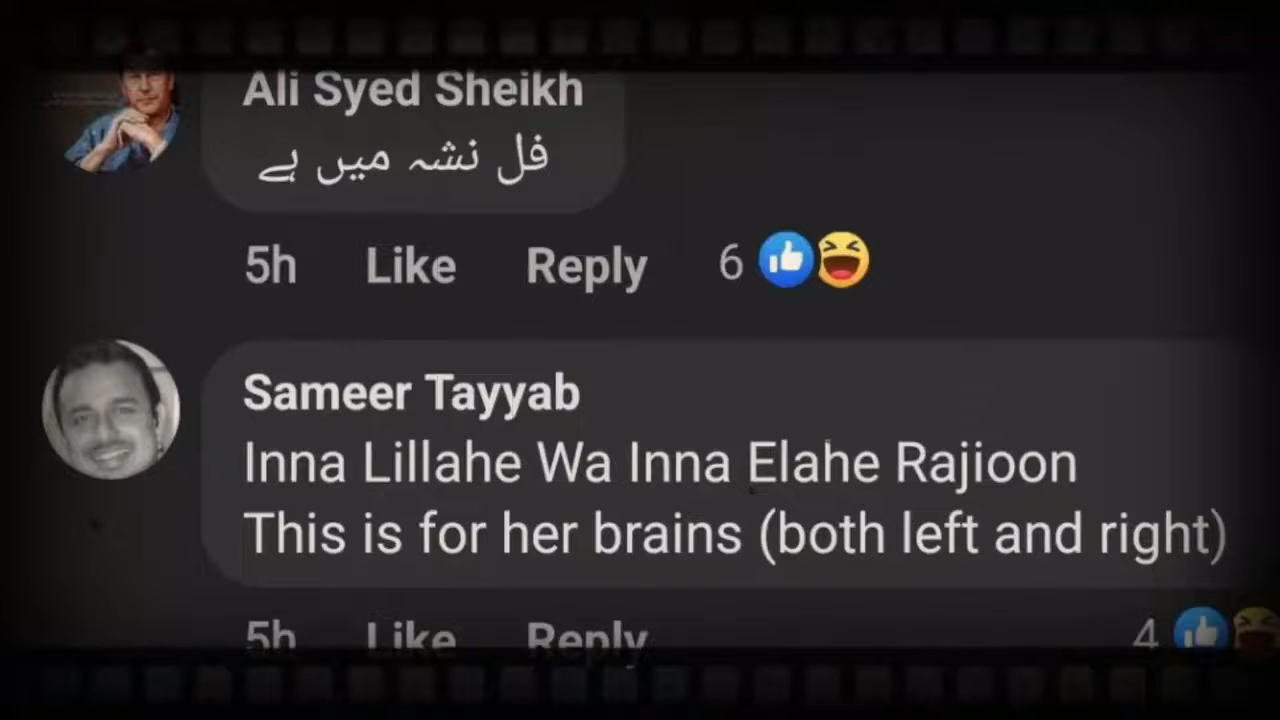 Ali Syed Sheikh
فل نشہ میں ہے
5h Like Reply 6
Sameer Tayyab
Inna Lillahe Wa Inna Elahe Rajioon
This is for her brains (both left and right)
5h Like Reply 4